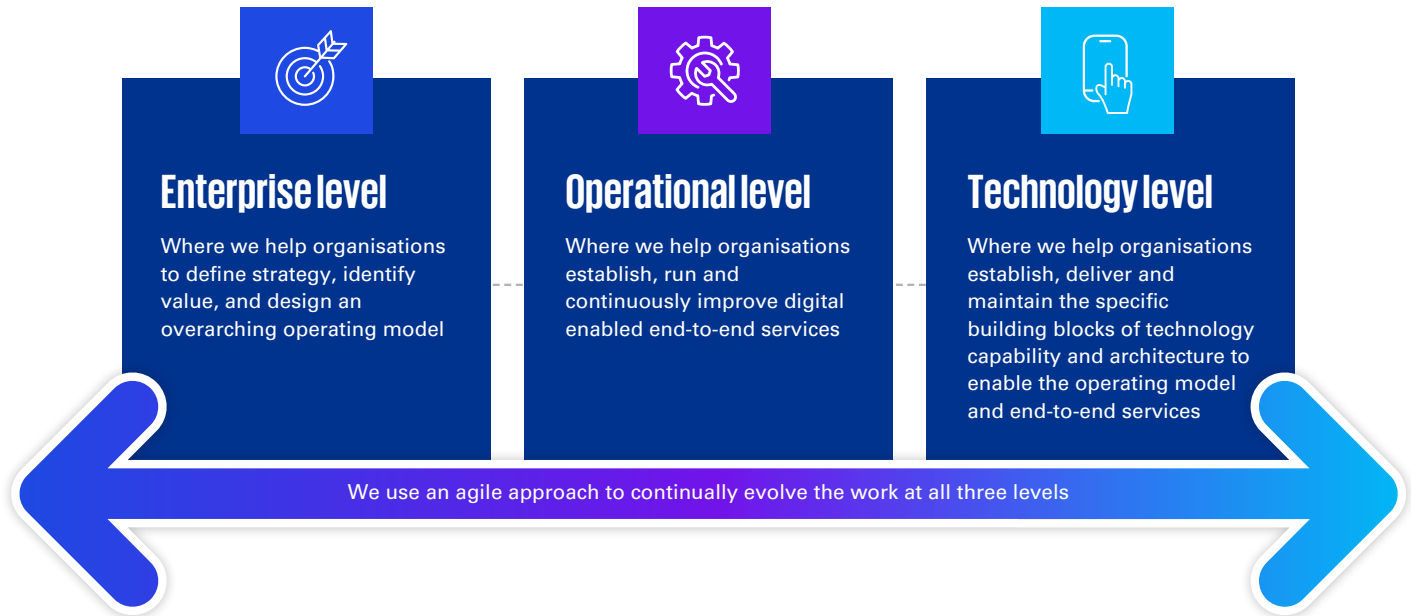 Enterprise level
Where we help organisations
to define strategy, identify
value, and design an
overarching operating model
Operational level
Where we help organisations
establish, run and
continuously improve digital
enabled end-to-end services
Technology level
Where we help organisations
establish, deliver and
maintain the specific
building blocks of technology
capability and architecture to
enable the operating model
and end-to-end services
We use an agile approach to continually evolve the work at all three levels